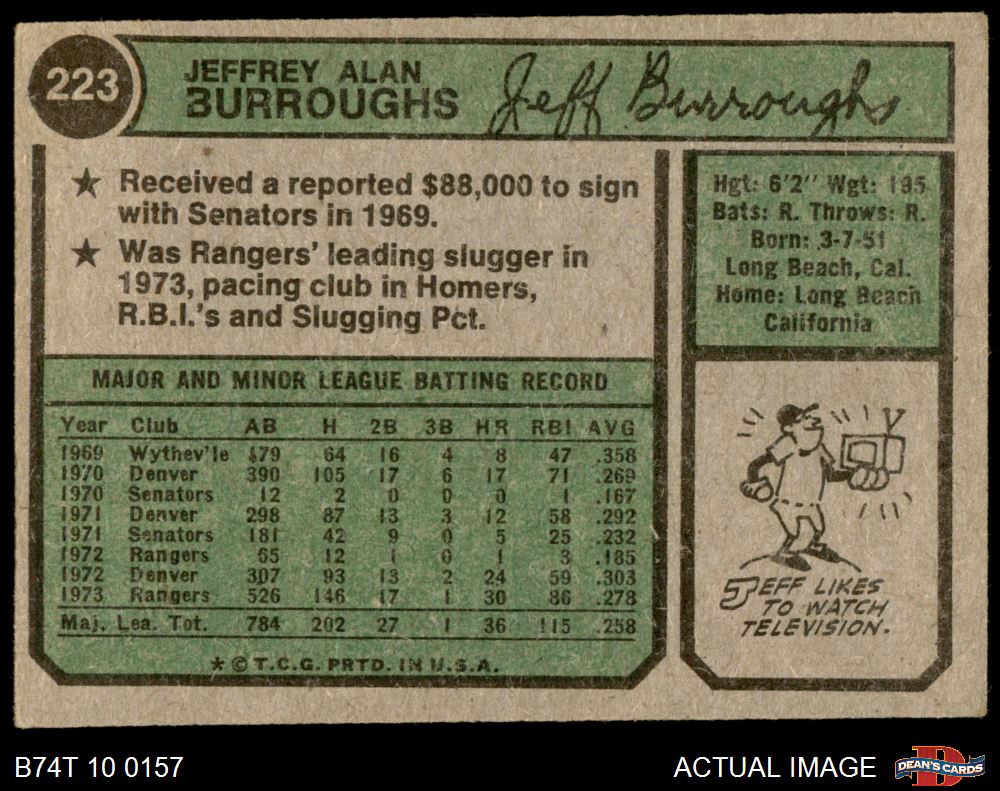 223
JEFFREY ALAN
BURROUGHS
Jeff Burroughs
★ Received a reported $88,000 to sign
with Senators in 1969.
★ Was Rangers' leading slugger in
1973, pacing club in Homers,
R.B.I.'s and Slugging Pct.
Hgt: 6'2" Wgt: 195
Bats: R. Throws: R.
Born: 3-7-51
Long Beach, Cal.
Home: Long Beach
California
MAJOR AND MINOR LEAGUE BATTING RECORD
Year Club AB H 2B 3B HR RBI AVG
1969 Wythev'le 179 64 16 4 8 47 .358
1970 Denver 390 105 17 6 17 71 .269
1970 Senators 12 2 0 0 0 1 .167
1971 Denver 298 87 13 3 12 58 .292
1971 Senators 181 42 9 0 5 25 .232
1972 Rangers 65 12 1 0 1 3 .185
1972 Denver 307 93 13 2 24 59 .303
1973 Rangers 526 146 17 1 30 86 .278
Maj. Lea. Tot. 784 202 27 1 36 115 .258
* © T.C.G. PRTD. IN U.S.A.
JEFF LIKES
TO WATCH
TELEVISION.
B74T 10 0157
ACTUAL IMAGE
DEAN'S CARDS